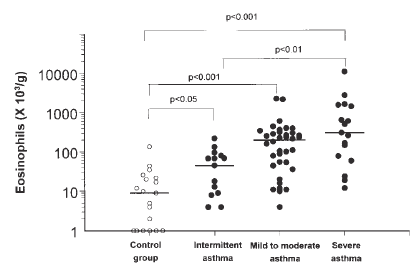 p<0.001
p<0.01
p<0.001
p<0.05
Eosinophils (X 10³/g)
10000
1000
100
10
1
Control group
Intermittent asthma
Mild to moderate asthma
Severe asthma